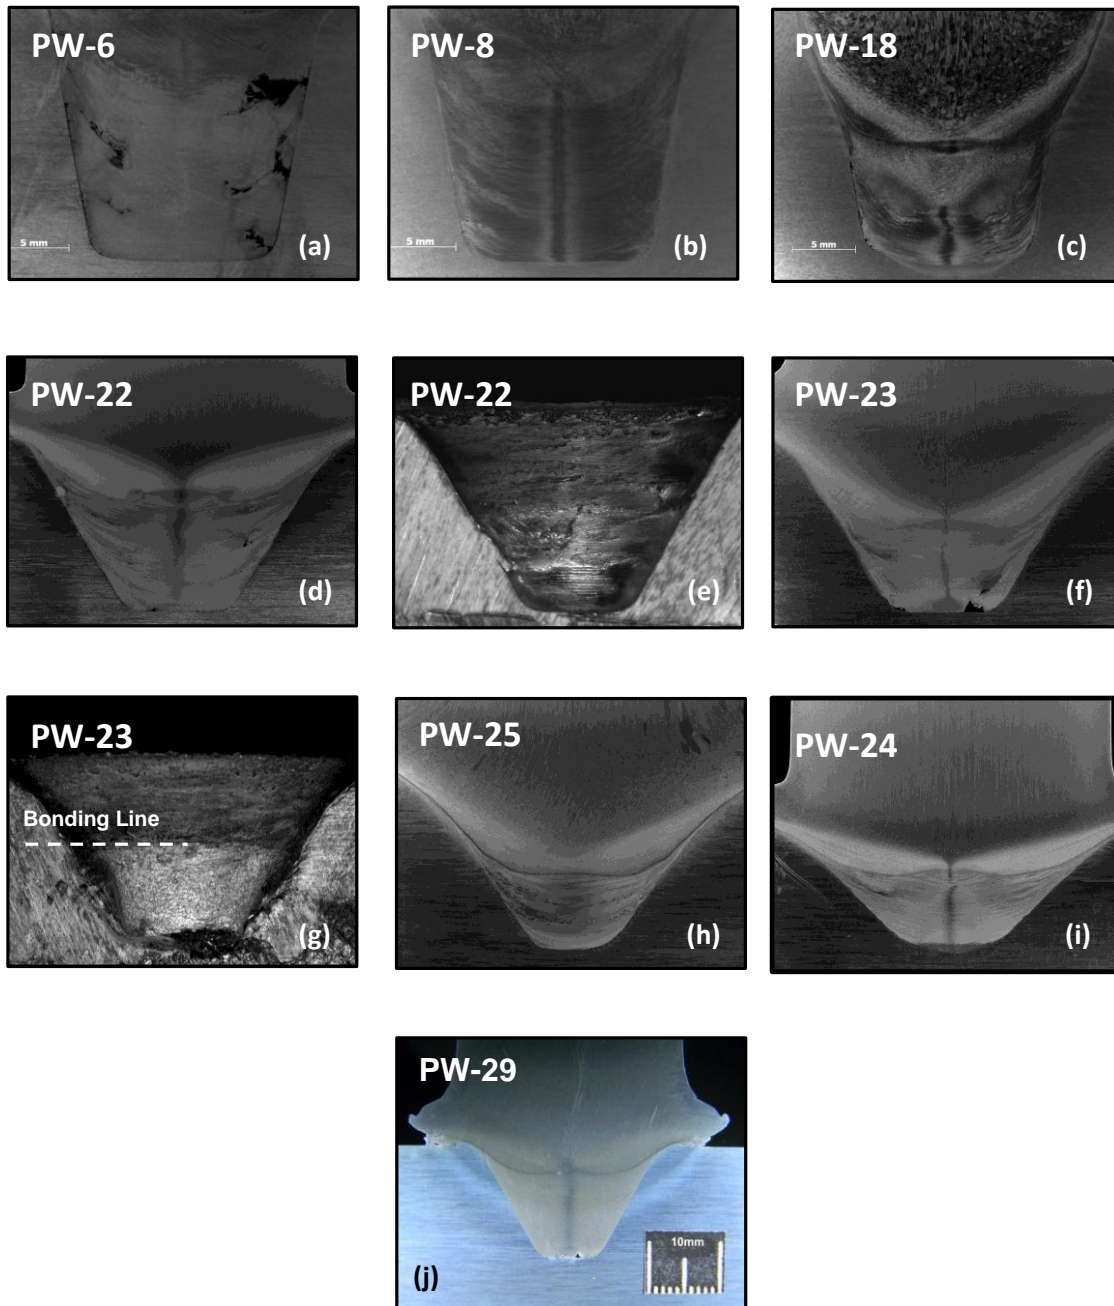 PW-6
5 mm
(a)
PW-8
5 mm
(b)
PW-18
5 mm
(c)
PW-22
(d)
PW-22
(e)
PW-23
(f)
PW-23
Bonding Line
(g)
PW-25
(h)
PW-24
(i)
PW-29
10mm
(j)